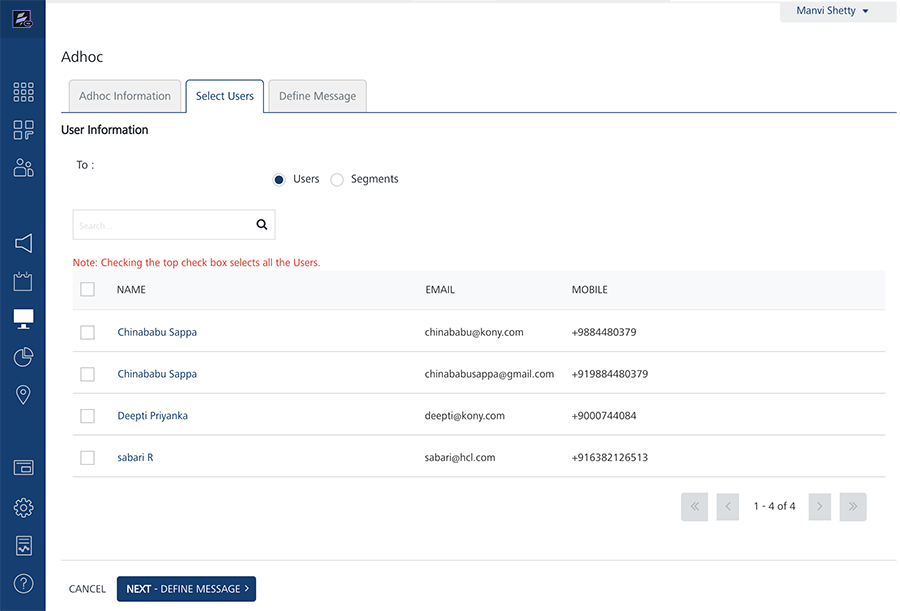 Manvi Shetty
Adhoc
Adhoc Information Select Users Define Message
User Information
To :
Users Segments
Search...
Note: Checking the top check box selects all the Users.
NAME EMAIL MOBILE
Chinababu Sappa chinababu@kony.com +9884480379
Chinababu Sappa chinababusappa@gmail.com +919884480379
Deepti Priyanka deepti@kony.com +9000744084
sabari R sabari@hcl.com +916382126513
« < 1 - 4 of 4 > »
CANCEL NEXT - DEFINE MESSAGE >